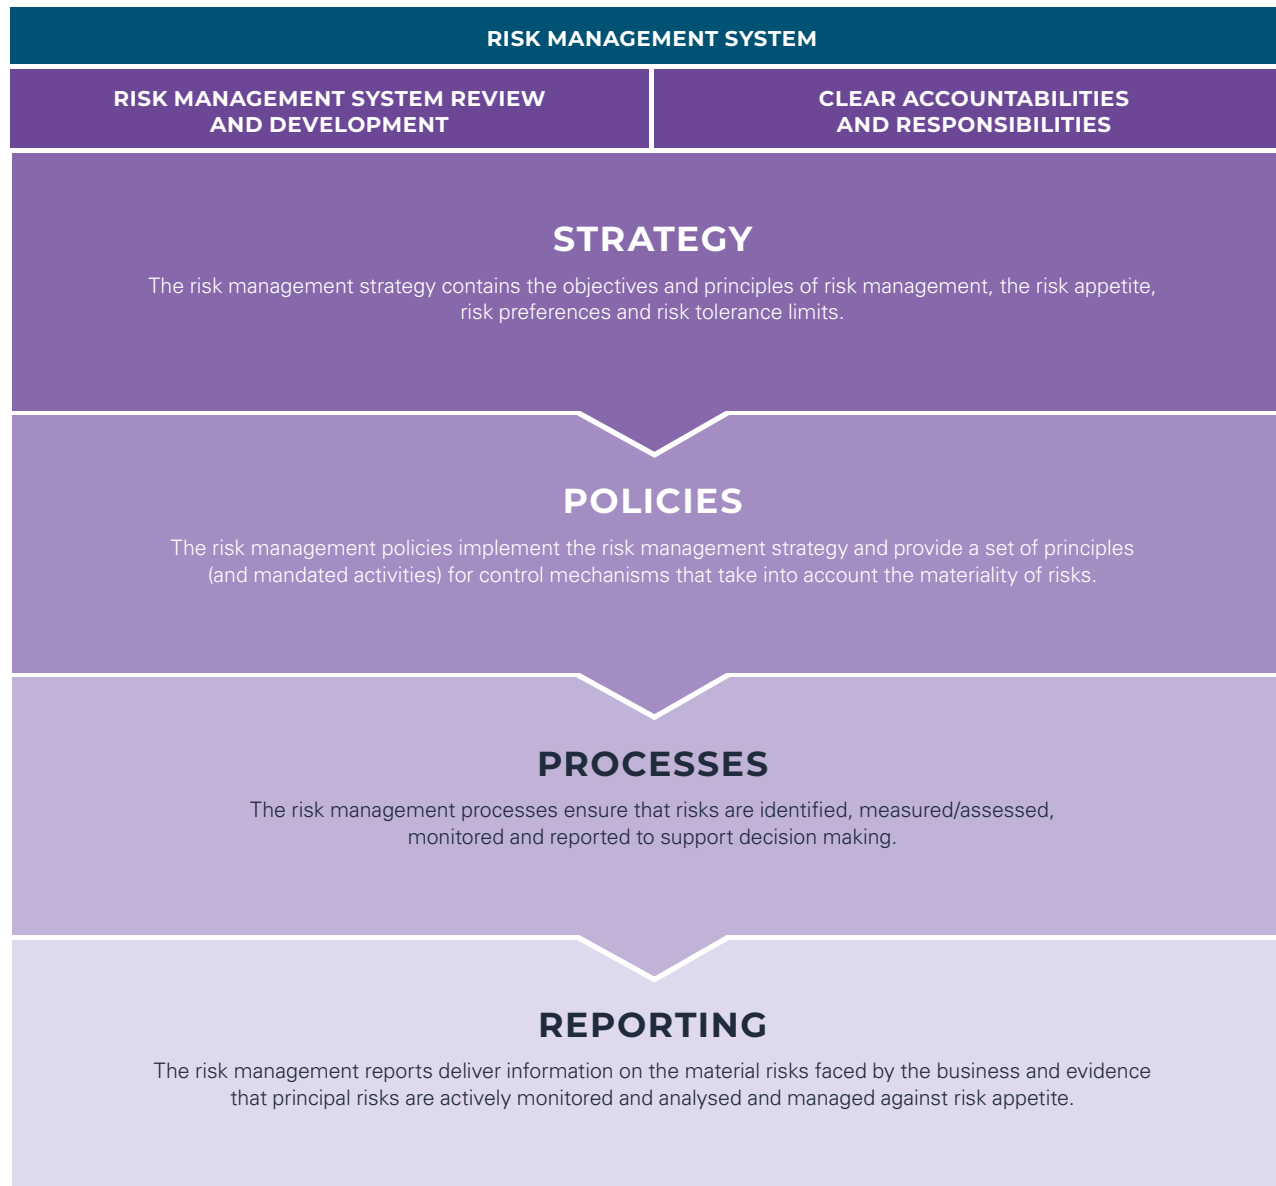 RISK MANAGEMENT SYSTEM
RISK MANAGEMENT SYSTEM REVIEW
AND DEVELOPMENT
CLEAR ACCOUNTABILITIES
AND RESPONSIBILITIES
STRATEGY
The risk management strategy contains the objectives and principles of risk management, the risk appetite,
risk preferences and risk tolerance limits.
POLICIES
The risk management policies implement the risk management strategy and provide a set of principles
(and mandated activities) for control mechanisms that take into account the materiality of risks.
PROCESSES
The risk management processes ensure that risks are identified, measured/assessed,
monitored and reported to support decision making.
REPORTING
The risk management reports deliver information on the material risks faced by the business and evidence
that principal risks are actively monitored and analysed and managed against risk appetite.